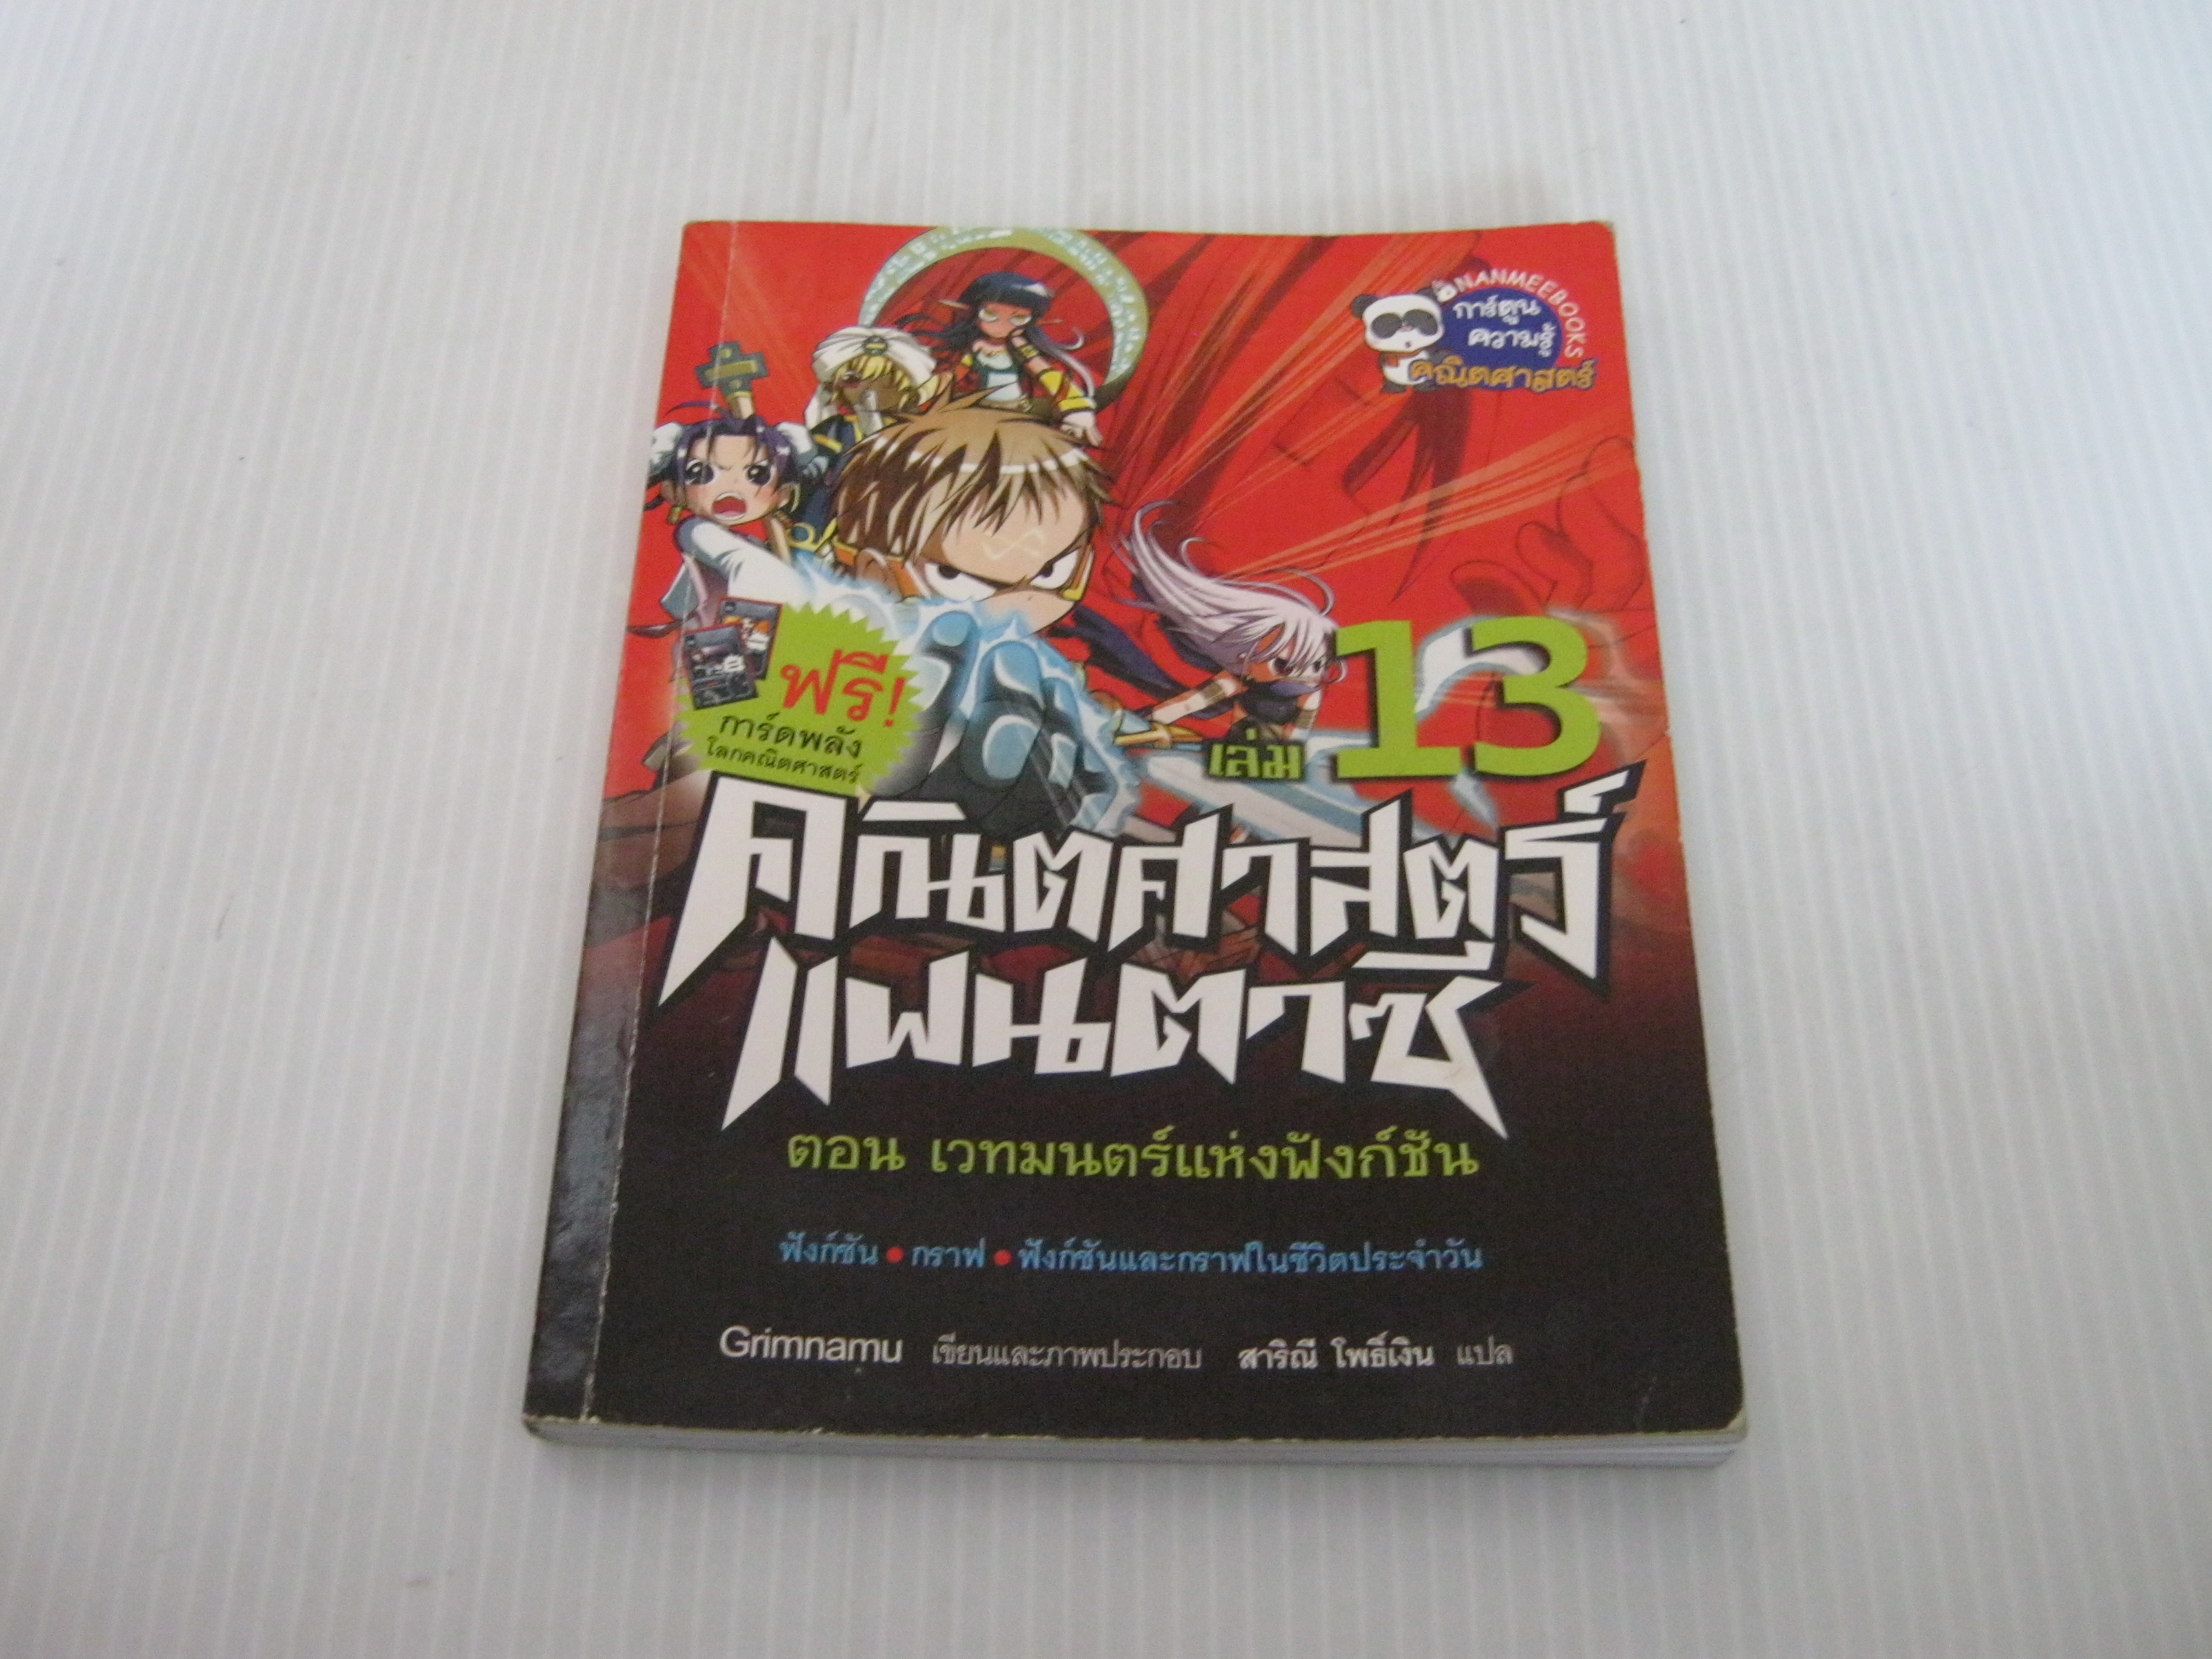 NANMEEBOOKS
การ์ตูน
ความรู้
คณิตศาสตร์
ฟรี!
การ์ดพลัง
โลกคณิตศาสตร์
เล่ม 13
คณิตศาสตร์
แฟนตาซี
ตอน เวทมนตร์แห่งฟังก์ชัน
ฟังก์ชัน • กราฟ • ฟังก์ชันและกราฟในชีวิตประจำวัน
Grimnamu เขียนและภาพประกอบ สาริณี โพธิ์เงิน แปล